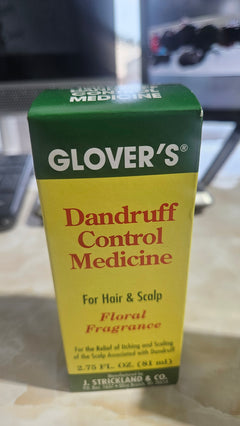 CONTROL
MEDICINE
GLOVER'S®
Dandruff
Control
Medicine
For Hair & Scalp
Floral
Fragrance
For the Relief of Itching and Scaling
of the Scalp Associated with Dandruff
2.75 FL. OZ. (81 ml)
J. STRICKLAND & CO.